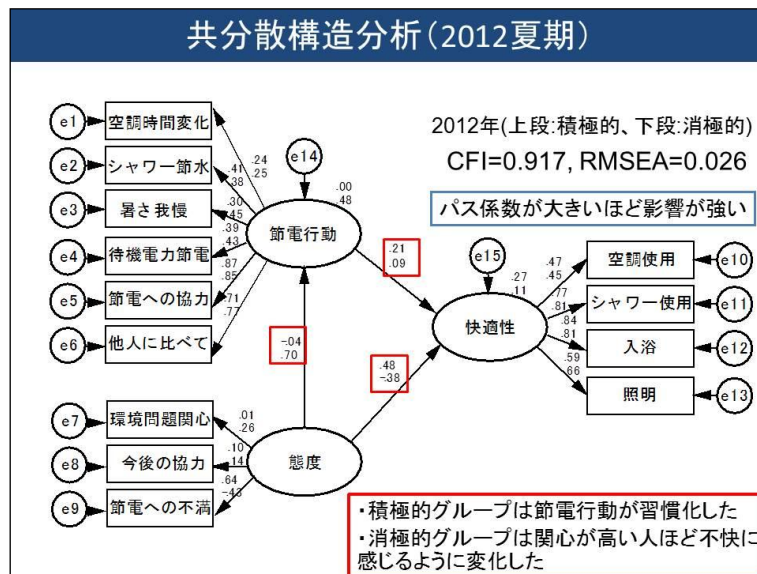 共分散構造分析(2012夏期)
2012年(上段:積極的、下段:消極的)
CFI=0.917, RMSEA=0.026
パス係数が大きいほど影響が強い
e1
空調時間変化
e2
シャワー節水
e3
暑さ我慢
e4
待機電力節電
e5
節電への協力
e6
他人に比べて
.24
.25
.41
.38
.30
.45
.39
.43
.87
.85
.71
.77
e14
.00
.48
節電行動
.21
.09
-.04
.70
.48
-.38
e15
.27
.11
快適性
.47
.45
.77
.81
.84
.81
.59
.66
空調使用
e10
シャワー使用
e11
入浴
e12
照明
e13
e7
環境問題関心
e8
今後の協力
e9
節電への不満
.01
.26
.10
.14
.64
-.43
態度
・積極的グループは節電行動が習慣化した
・消極的グループは関心が高い人ほど不快に
感じるように変化した